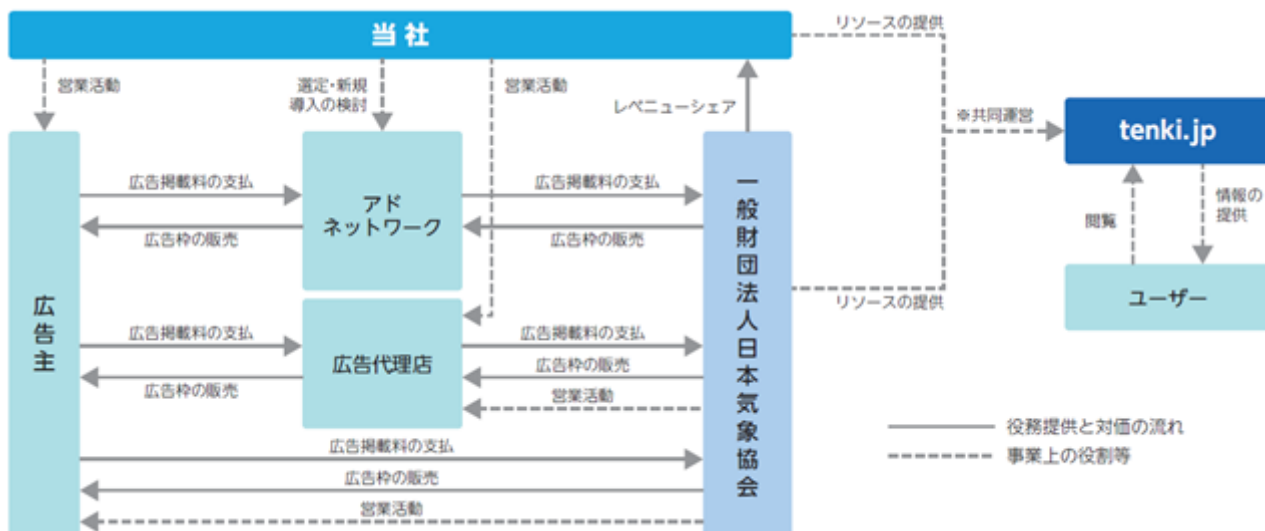 当社
リソースの提供
営業活動
選定・新規
導入の検討
営業活動
レベニューシェア
※共同運営
tenki.jp
広告掲載料の支払
広告掲載料の支払
アド
ネットワーク
広告枠の販売
広告枠の販売
閲覧
情報の
提供
ユーザー
リソースの提供
広告主
一般財団法人日本気象協会
広告掲載料の支払
広告掲載料の支払
広告代理店
広告枠の販売
広告枠の販売
営業活動
広告掲載料の支払
広告枠の販売
営業活動
役務提供と対価の流れ
事業上の役割等